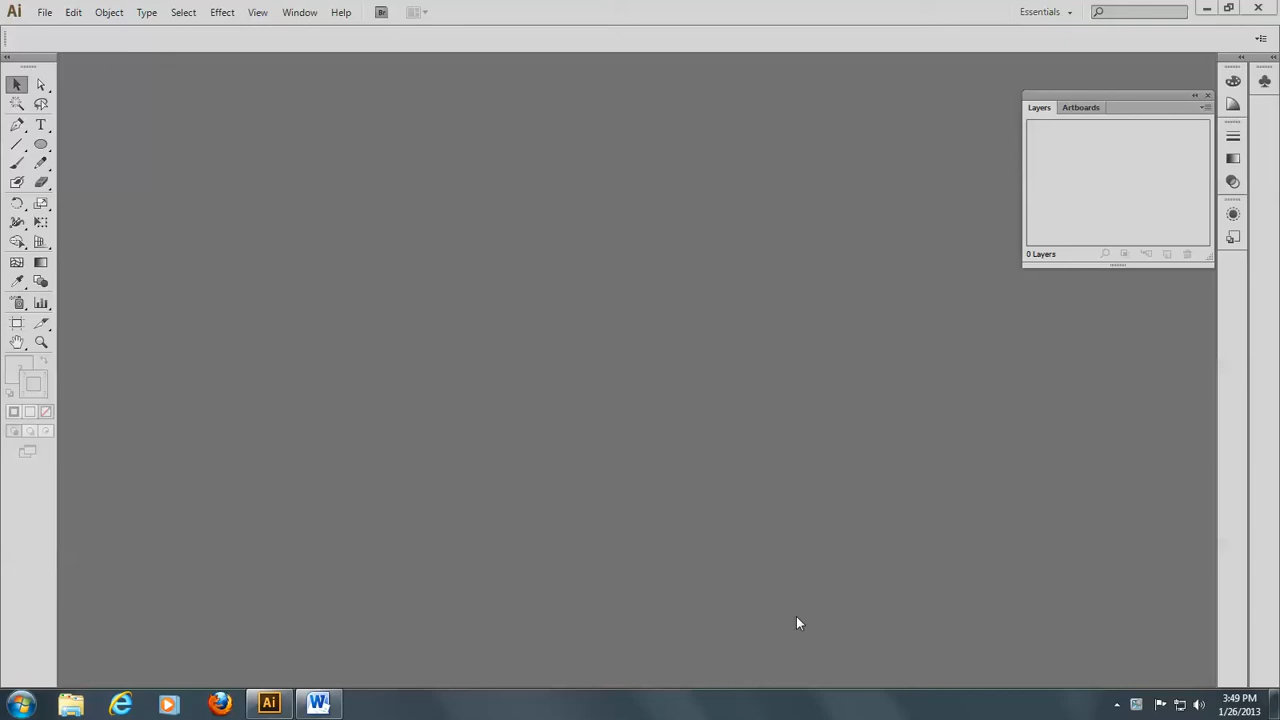 Ai File Edit Object Type Select Effect View Window Help Br Essentials
Layers Artboards
0 Layers
?
T
Ai W
3:49 PM
1/26/2013